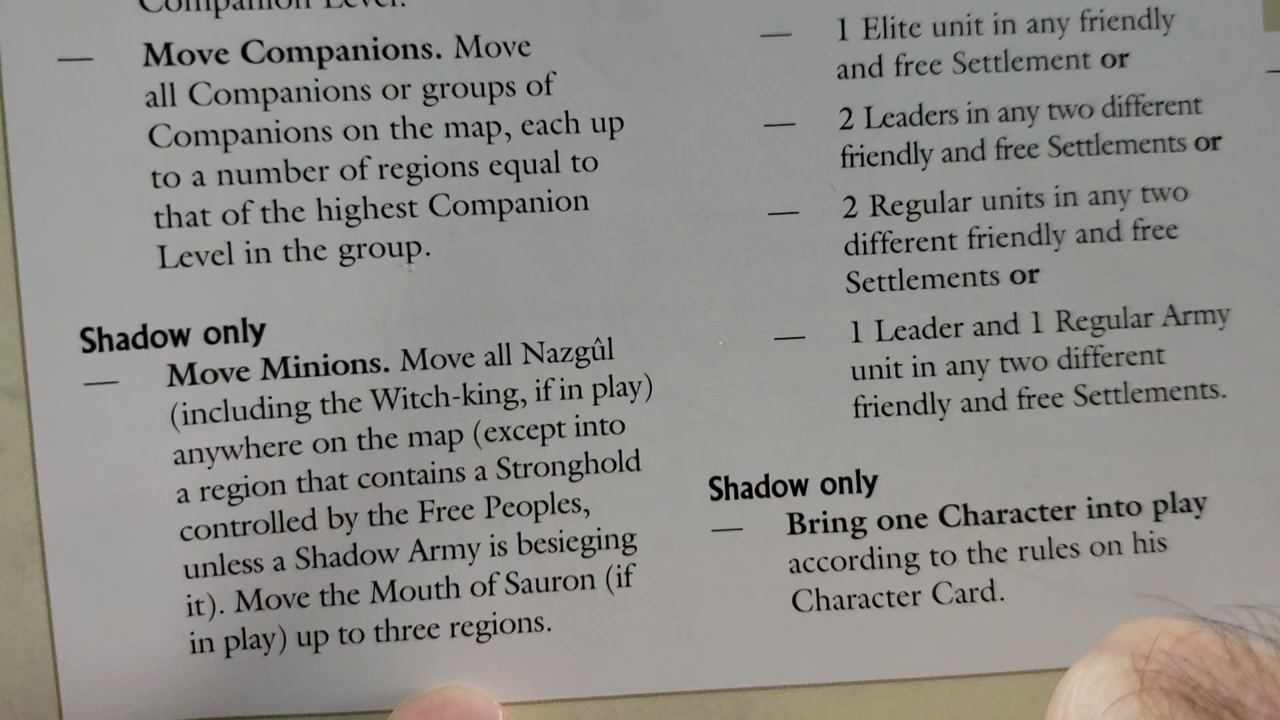 Companion Level.
— Move Companions. Move
all Companions or groups of
Companions on the map, each up
to a number of regions equal to
that of the highest Companion
Level in the group.
Shadow only
— Move Minions. Move all Nazgûl
(including the Witch-king, if in play)
anywhere on the map (except into
a region that contains a Stronghold
controlled by the Free Peoples,
unless a Shadow Army is besieging
it). Move the Mouth of Sauron (if
in play) up to three regions.
— 1 Elite unit in any friendly
and free Settlement or
— 2 Leaders in any two different
friendly and free Settlements or
— 2 Regular units in any two
different friendly and free
Settlements or
— 1 Leader and 1 Regular Army
unit in any two different
friendly and free Settlements.
Shadow only
— Bring one Character into play
according to the rules on his
Character Card.